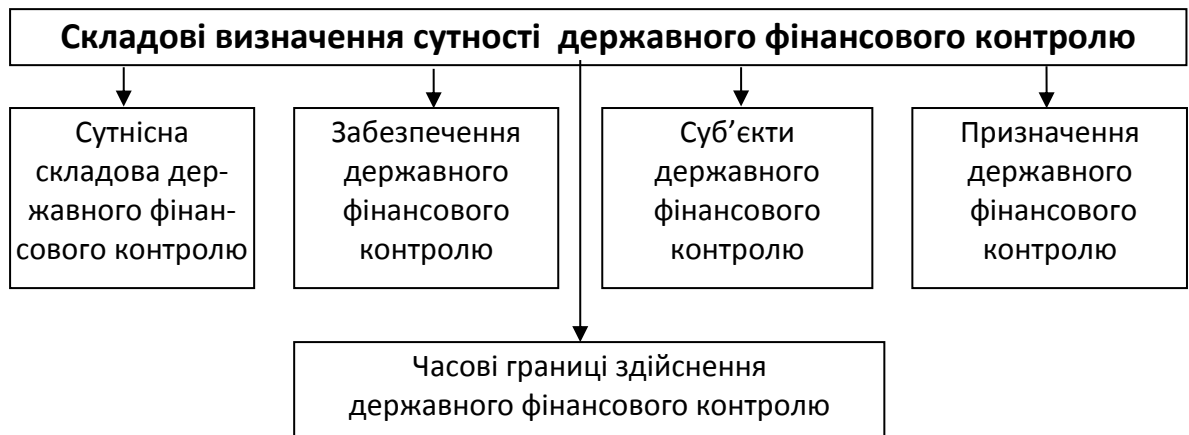 Складові визначення сутності державного фінансового контролю
Сутнісна
складова дер-
жавного фінан-
сового контролю
Забезпечення
державного
фінансового
контролю
Суб’єкти
державного
фінансового
контролю
Призначення
державного
фінансового
контролю
Часові границі здійснення
державного фінансового контролю